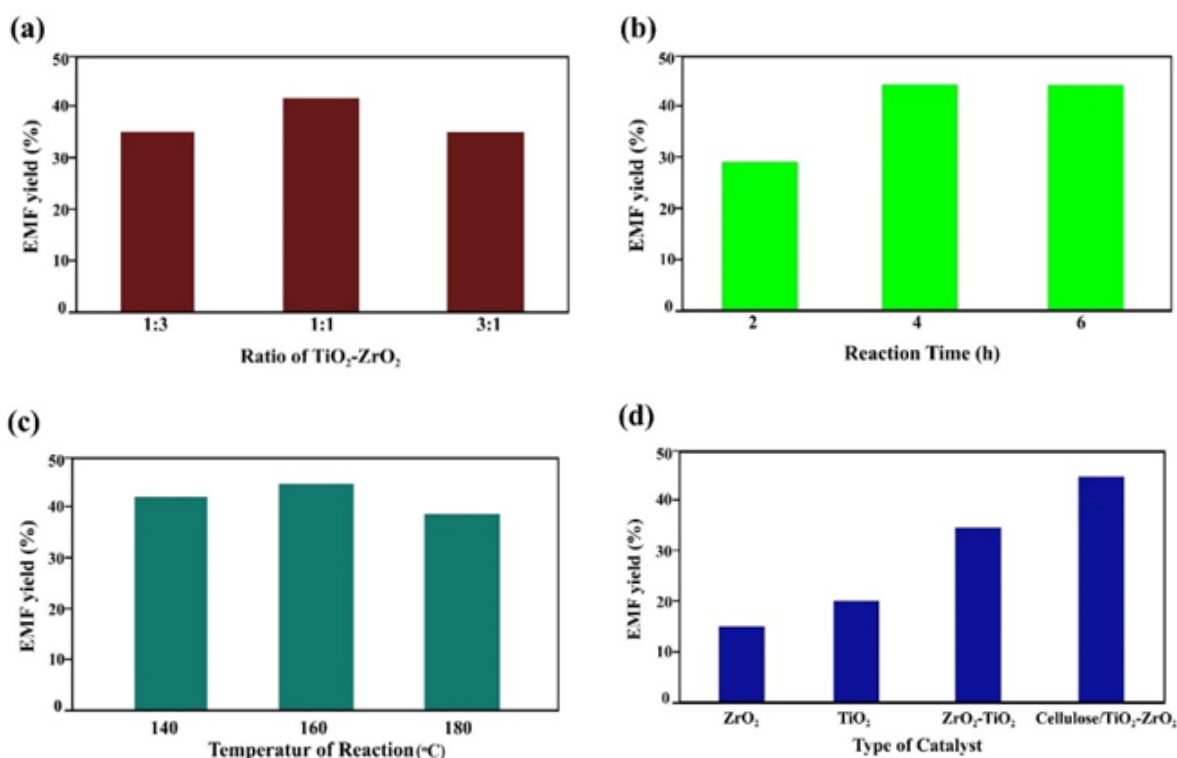 (a)
50
40
30
20
10
0
EMF yield (%)
1:3 1:1 3:1
Ratio of TiO₂-ZrO₂
(b)
50
40
30
20
10
0
EMF yield (%)
2 4 6
Reaction Time (h)
(c)
50
40
30
20
10
0
EMF yield (%)
140 160 180
Temperatur of Reaction (°C)
(d)
50
40
30
20
10
0
EMF yield (%)
ZrO₂ TiO₂ ZrO₂-TiO₂ Cellulose/TiO₂-ZrO₂
Type of Catalyst